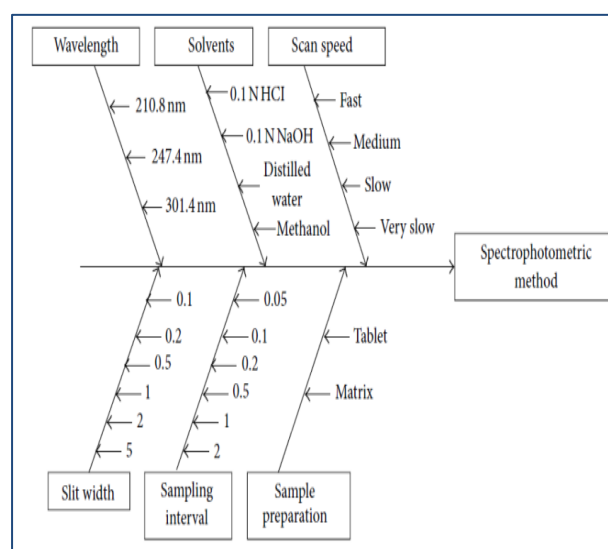 Wavelength
Solvents
Scan speed
210.8 nm
247.4 nm
301.4 nm
0.1 N HCl
0.1 N NaOH
Distilled
water
Methanol
Fast
Medium
Slow
Very slow
Spectrophotometric
method
0.1
0.2
0.5
1
2
5
0.05
0.1
0.2
0.5
1
2
Tablet
Matrix
Slit width
Sampling
interval
Sample
preparation